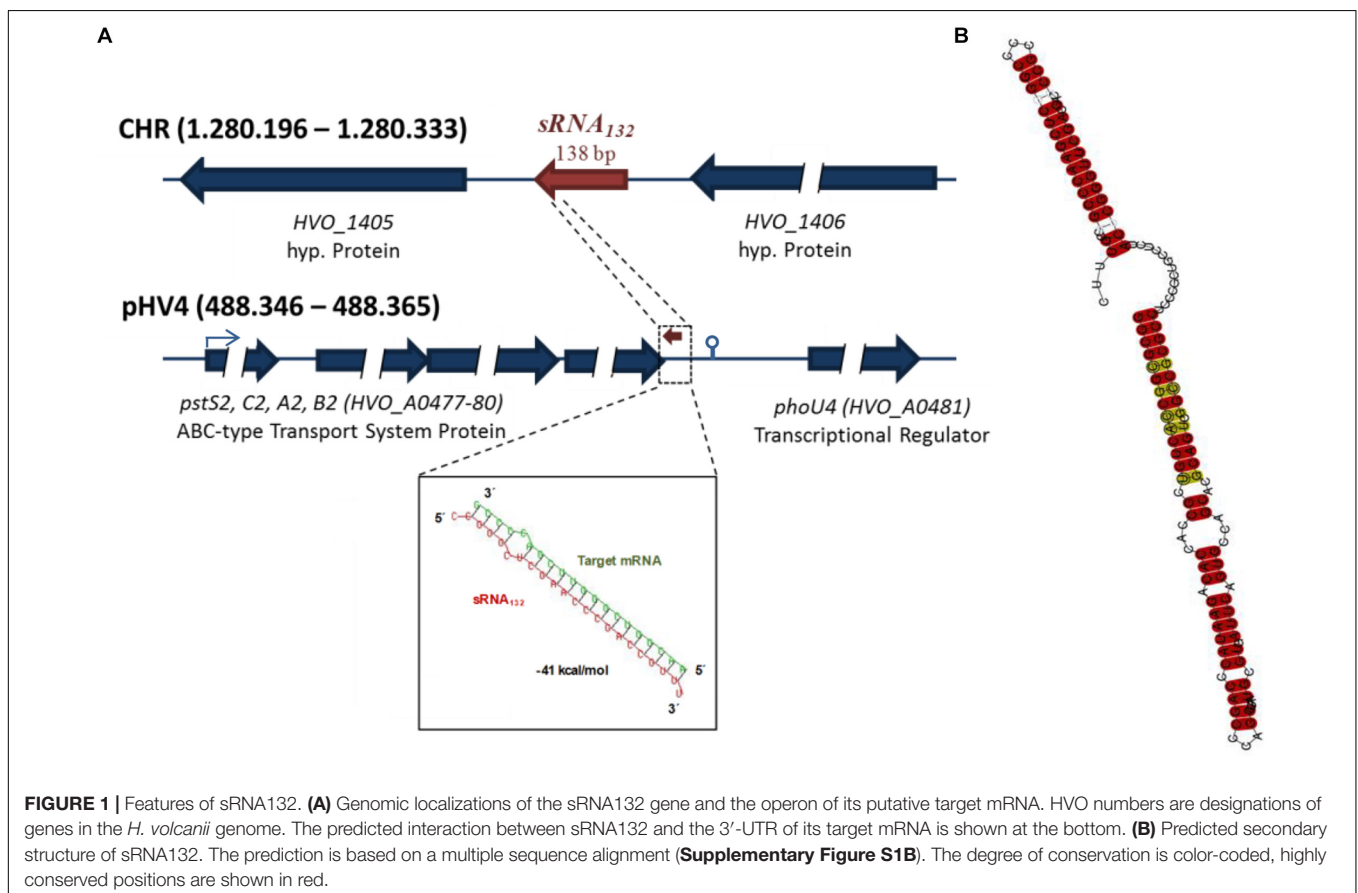 A
B
CHR (1.280.196 – 1.280.333)
sRNA132
138 bp
HVO_1405
hyp. Protein
HVO_1406
hyp. Protein
pHV4 (488.346 – 488.365)
pstS2, C2, A2, B2 (HVO_A0477-80)
ABC-type Transport System Protein
phoU4 (HVO_A0481)
Transcriptional Regulator
3´
5´
Target mRNA
sRNA132
-41 kcal/mol
5´
3´
FIGURE 1 | Features of sRNA132. (A) Genomic localizations of the sRNA132 gene and the operon of its putative target mRNA. HVO numbers are designations of
genes in the H. volcanii genome. The predicted interaction between sRNA132 and the 3′-UTR of its target mRNA is shown at the bottom. (B) Predicted secondary
structure of sRNA132. The prediction is based on a multiple sequence alignment (Supplementary Figure S1B). The degree of conservation is color-coded, highly
conserved positions are shown in red.